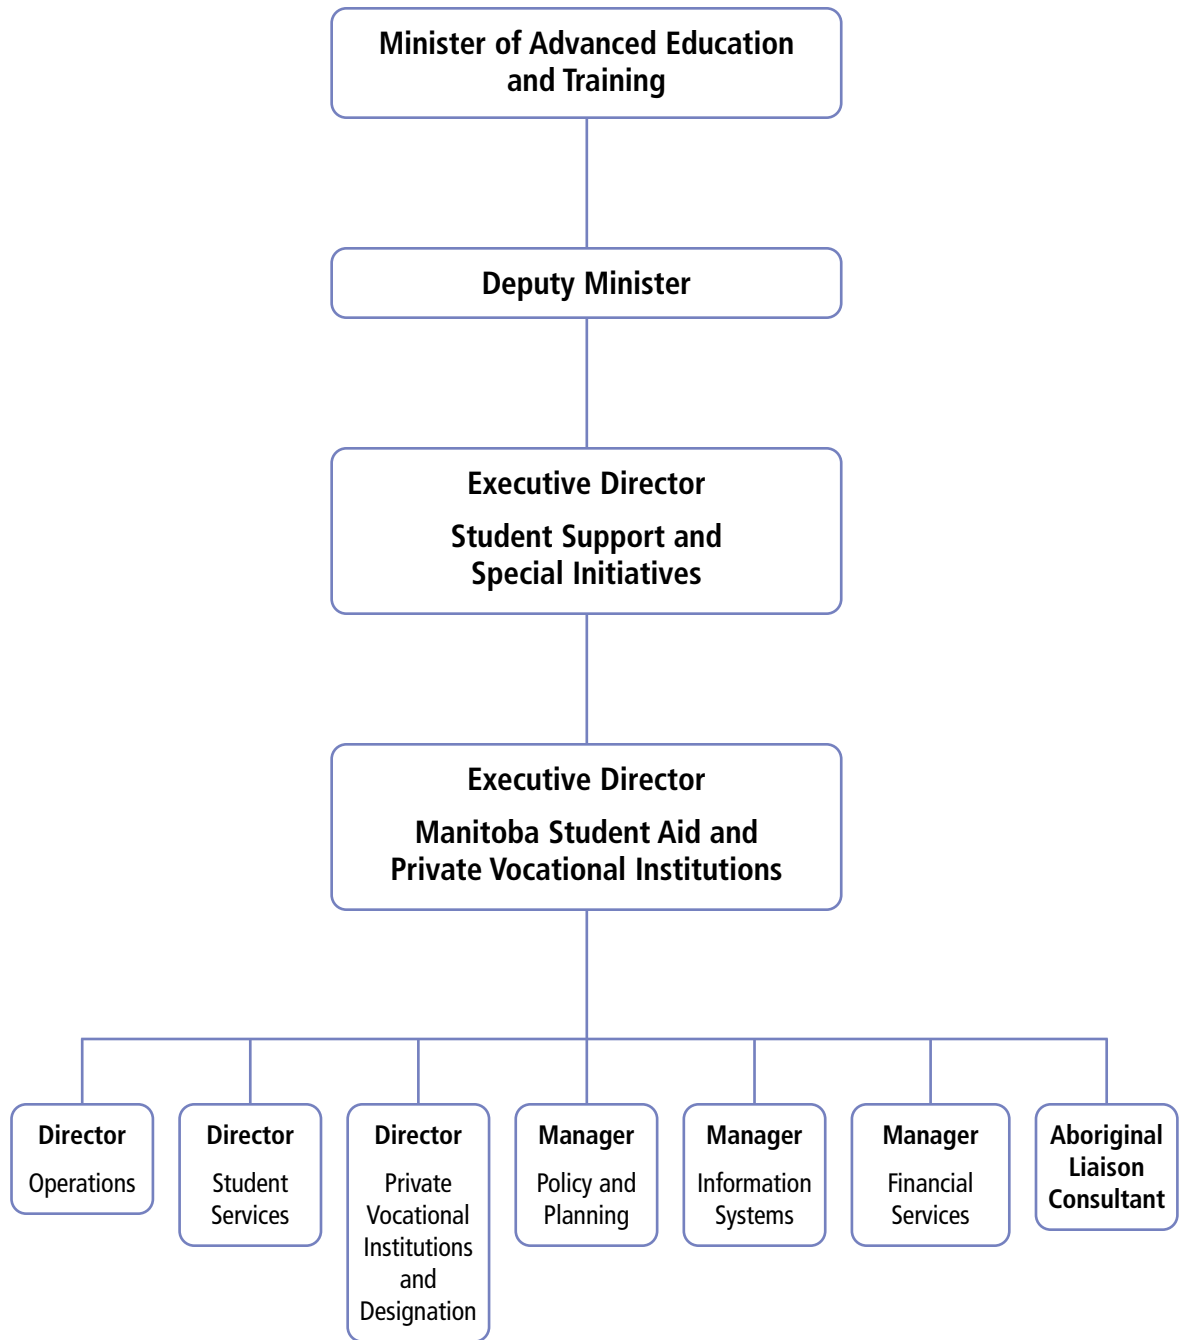 Minister of Advanced Education
and Training
Deputy Minister
Executive Director
Student Support and
Special Initiatives
Executive Director
Manitoba Student Aid and
Private Vocational Institutions
Director
Operations
Director
Student
Services
Director
Private
Vocational
Institutions
and
Designation
Manager
Policy and
Planning
Manager
Information
Systems
Manager
Financial
Services
Aboriginal
Liaison
Consultant